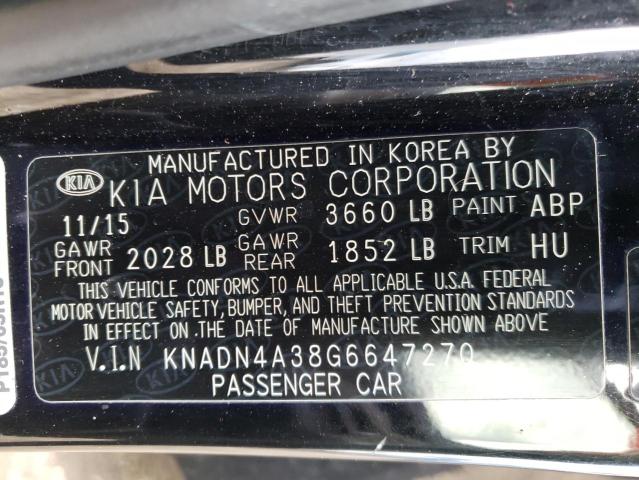 MANUFACTURED IN KOREA BY
KIA KIA MOTORS CORPORATION
11/15 GVWR 3660 LB PAINT ABP
GAWR FRONT 2028 LB GAWR REAR 1852 LB TRIM HU
THIS VEHICLE CONFORMS TO ALL APPLICABLE U.S.A. FEDERAL
MOTOR VEHICLE SAFETY, BUMPER, AND THEFT PREVENTION STANDARDS
IN EFFECT ON THE DATE OF MANUFACTURE SHOWN ABOVE
V.I.N KNADN4A38G6647270
PASSENGER CAR